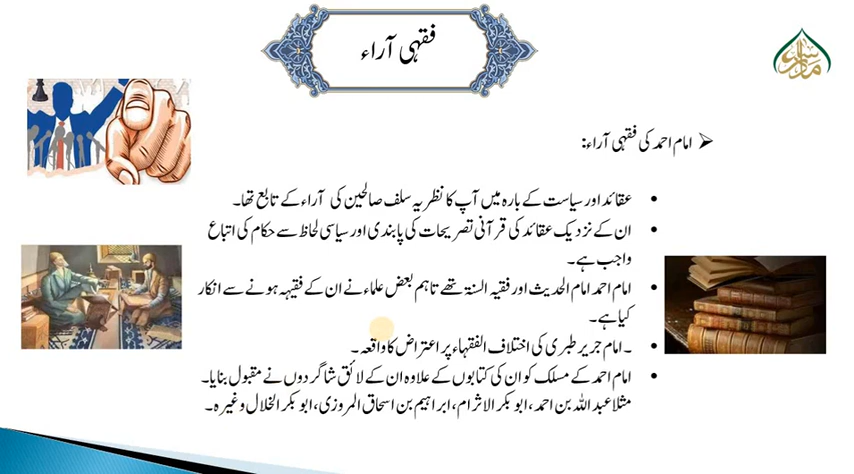 فقہی آراء
مدارس
امام احمد کی فقہی آراء:
عقائد اور سیاست کے بارہ میں آپ کا نظریہ سلف صالحین کی آراء کے تابع تھا۔
ان کے نزدیک عقائد کی قرآنی تصریحات کی پابندی اور سیاسی لحاظ سے حکام کی اتباع
واجب ہے۔
امام احمد امام الحدیث اور فقیہ السنۃ تھے تاہم بعض علماء نے ان کے فقیہہ ہونے سے انکار
کیا ہے۔
۔ امام جریر طبری کی اختلاف الفقہاء پر اعتراض کا واقعہ۔
امام احمد کے مسلک کو ان کی کتابوں کے علاوہ ان کے لائق شاگردوں نے مقبول بنایا۔
مثلا عبد اللہ بن احمد، ابو بکر الاثرام، ابراہیم بن اسحاق المروزی، ابو بکر الخلال وغیرہ۔